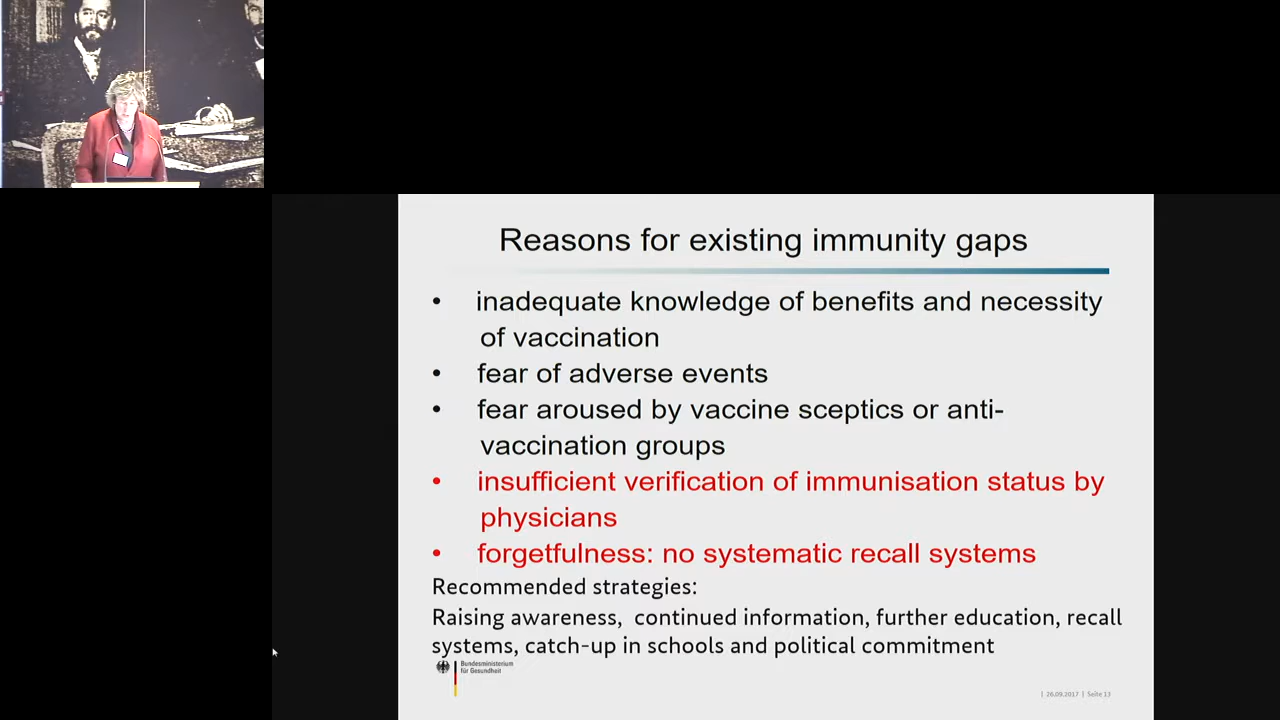 Reasons for existing immunity gaps
• inadequate knowledge of benefits and necessity
of vaccination
• fear of adverse events
• fear aroused by vaccine sceptics or anti-
vaccination groups
• insufficient verification of immunisation status by
physicians
• forgetfulness: no systematic recall systems
Recommended strategies:
Raising awareness, continued information, further education, recall
systems, catch-up in schools and political commitment
Bundesministerium
für Gesundheit
| 26.09.2017 | Seite 13